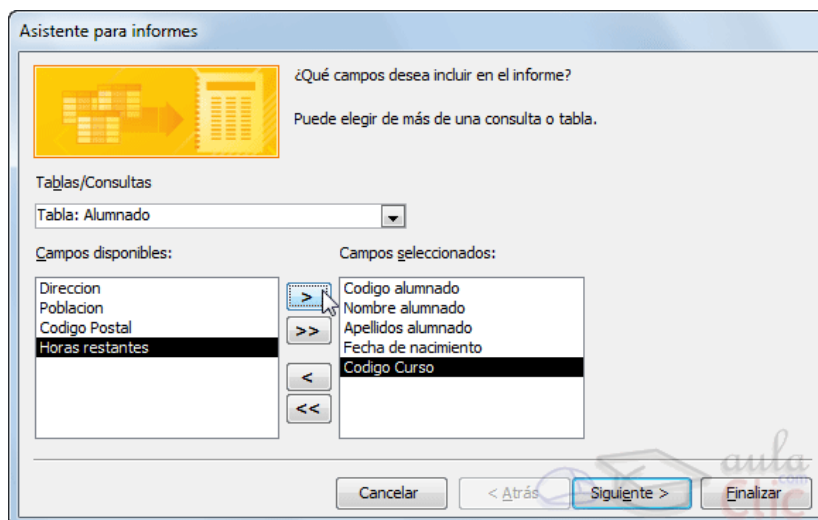 Asistente para informes
¿Qué campos desea incluir en el informe?
Puede elegir de más de una consulta o tabla.
Tablas/Consultas
Tabla: Alumnado
Campos disponibles:
Campos seleccionados:
Direccion
Poblacion
Codigo Postal
Horas restantes
>
>>
<
<<
Codigo alumnado
Nombre alumnado
Apellidos alumnado
Fecha de nacimiento
Codigo Curso
Cancelar
< Atrás
Siguiente >
Finalizar
aula
.com
Clic